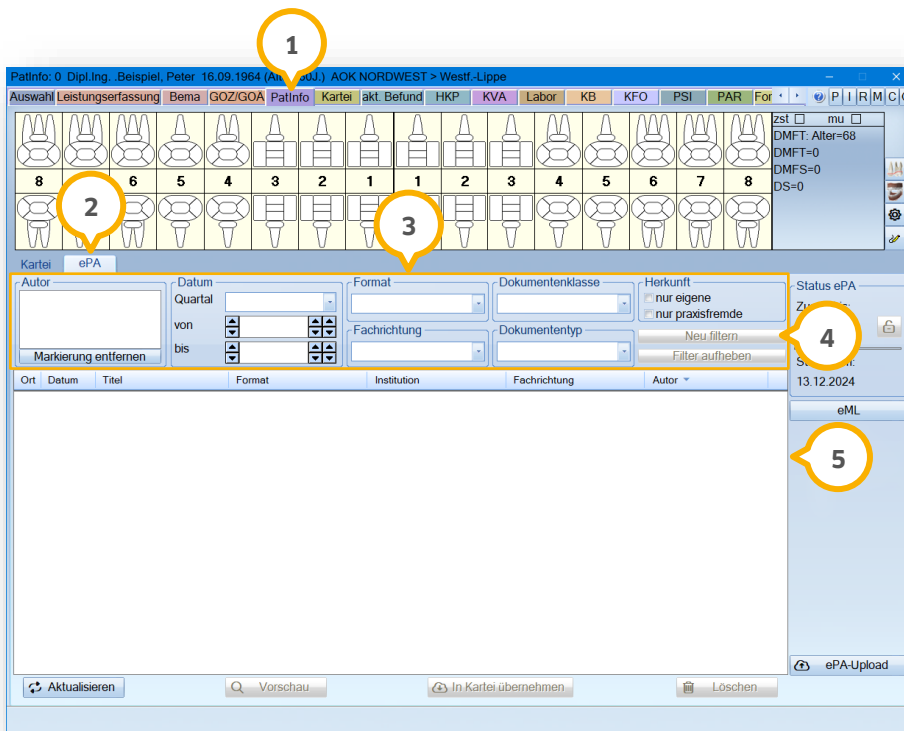 1
PatInfo: 0 Dipl.Ing. .Beispiel, Peter 16.09.1964 (Al 0J.) AOK NORDWEST > Westf.-Lippe
Auswahl Leistungserfassung Bema GOZ/GOÄ PatInfo Kartei akt. Befund HKP KVA Labor KB KFO PSI PAR For P I R M C
zst mu
DMFT: Alter=68
DMFT=0
DMFS=0
DS=0
8 6 5 4 3 2 1 1 2 3 4 5 6 7 8
2
3
Kartei ePA
Autor Datum Format Dokumentenklasse Herkunft Status ePA
Quartal nur eigene
von nur praxisfremde
bis Fachrichtung Dokumententyp Neu filtern
Markierung entfernen Filter aufheben
4
13.12.2024
Ort Datum Titel Format Institution Fachrichtung Autor
eML
5
ePA-Upload
Aktualisieren Vorschau In Kartei übernehmen Löschen